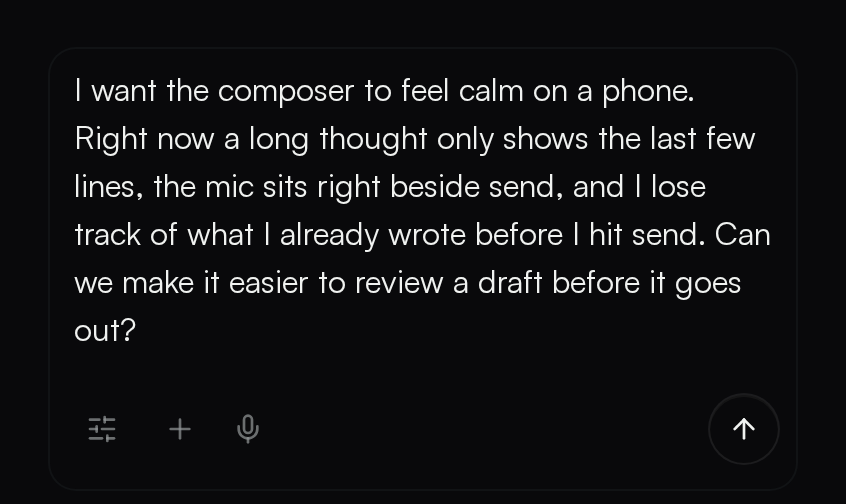 I want the composer to feel calm on a phone.
Right now a long thought only shows the last few
lines, the mic sits right beside send, and I lose
track of what I already wrote before I hit send. Can
we make it easier to review a draft before it goes
out?